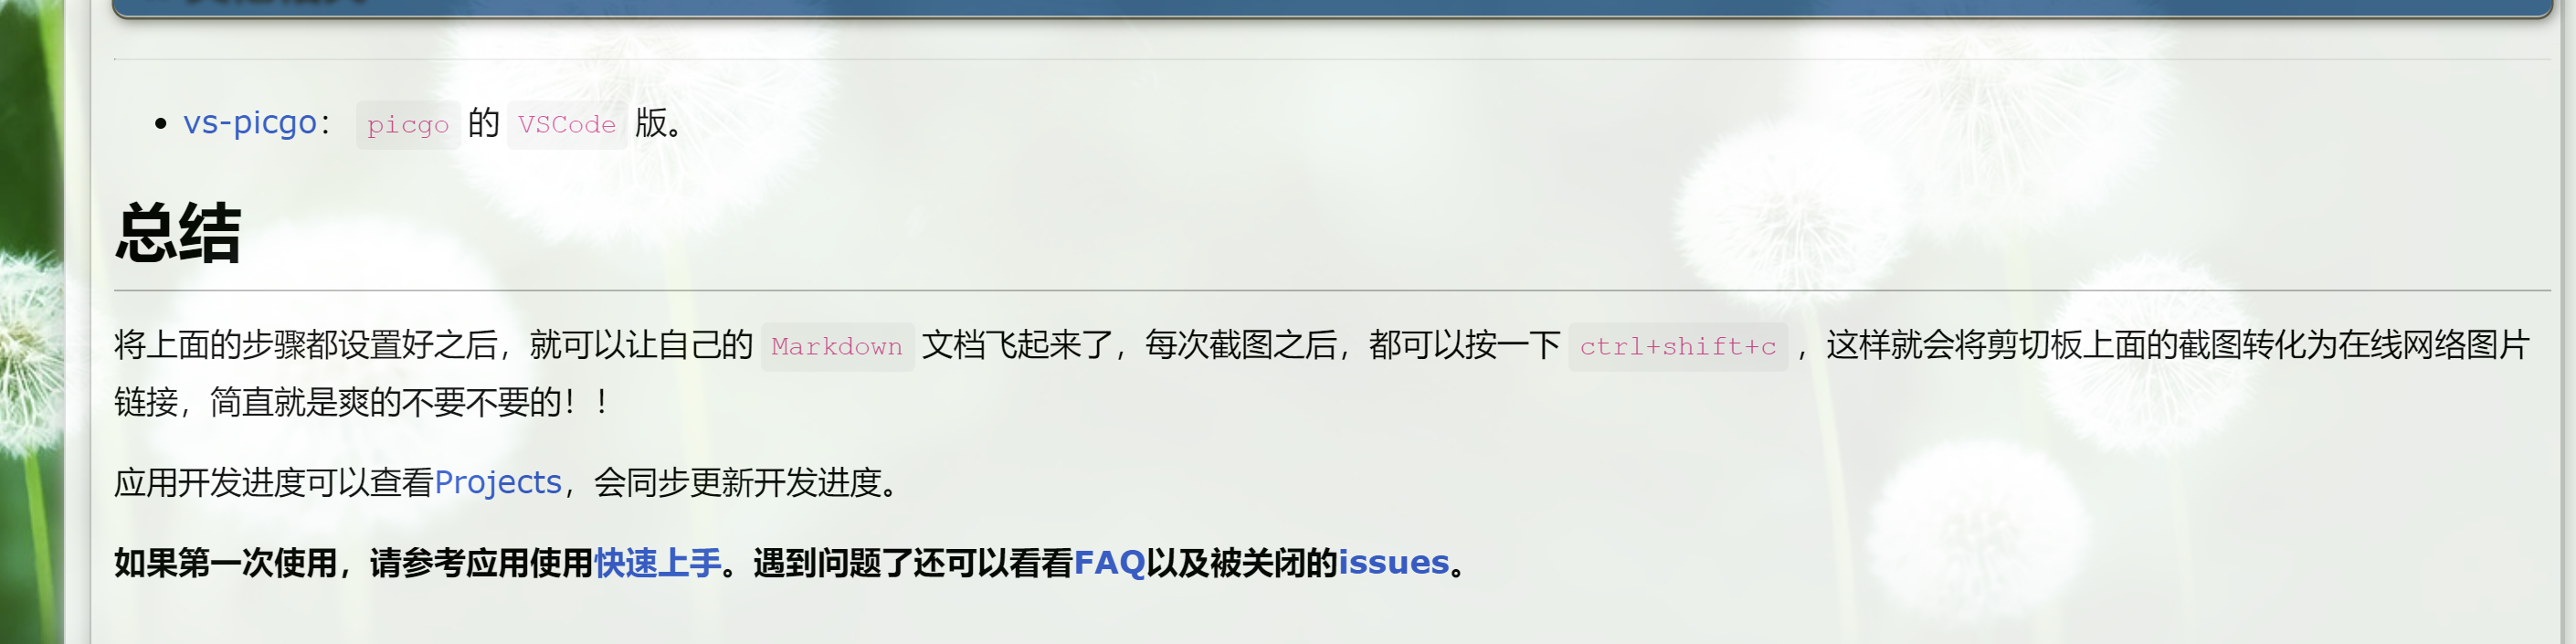 vs-picgo： picgo 的 VSCode 版。
总结
将上面的步骤都设置好之后，就可以让自己的 Markdown 文档飞起来了，每次截图之后，都可以按一下 ctrl+shift+c ，这样就会将剪切板上面的截图转化为在线网络图片
链接，简直就是爽的不要不要的！！
应用开发进度可以查看Projects，会同步更新开发进度。
如果第一次使用，请参考应用使用快速上手。遇到问题了还可以看看FAQ以及被关闭的issues。